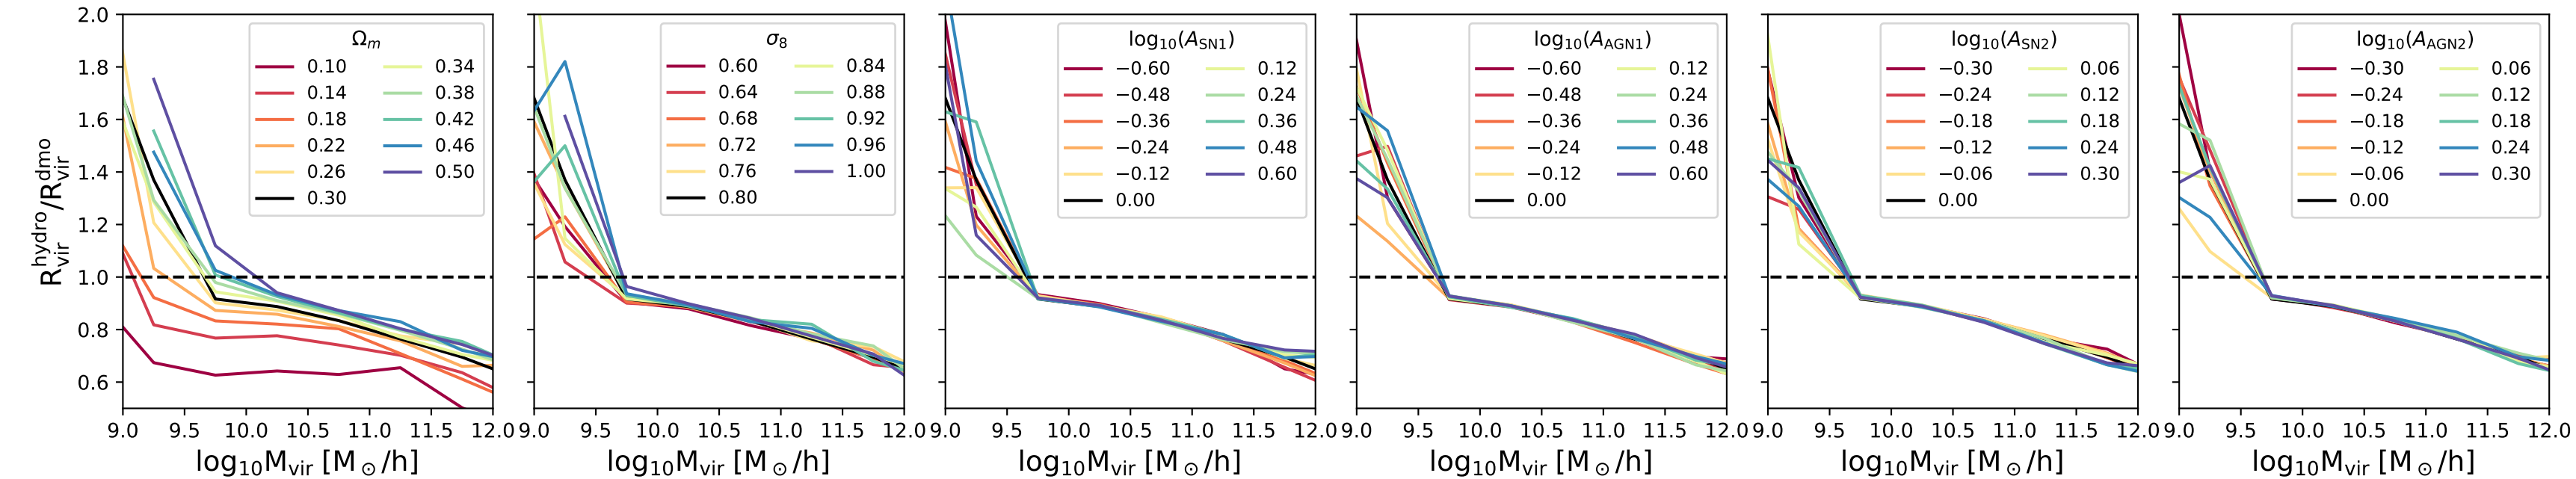 R_vir^hydro/R_vir^dmo
2.0
1.8
1.6
1.4
1.2
1.0
0.8
0.6
Ω_m
0.10 0.34
0.14 0.38
0.18 0.42
0.22 0.46
0.26 0.50
0.30
9.0 9.5 10.0 10.5 11.0 11.5 12.0
log₁₀M_vir [M_⊙/h]
σ₈
0.60 0.84
0.64 0.88
0.68 0.92
0.72 0.96
0.76 1.00
0.80
9.0 9.5 10.0 10.5 11.0 11.5 12.0
log₁₀M_vir [M_⊙/h]
log₁₀(A_SN1)
−0.60 0.12
−0.48 0.24
−0.36 0.36
−0.24 0.48
−0.12 0.60
0.00
9.0 9.5 10.0 10.5 11.0 11.5 12.0
log₁₀M_vir [M_⊙/h]
log₁₀(A_AGN1)
−0.60 0.12
−0.48 0.24
−0.36 0.36
−0.24 0.48
−0.12 0.60
0.00
9.0 9.5 10.0 10.5 11.0 11.5 12.0
log₁₀M_vir [M_⊙/h]
log₁₀(A_SN2)
−0.30 0.06
−0.24 0.12
−0.18 0.18
−0.12 0.24
−0.06 0.30
0.00
9.0 9.5 10.0 10.5 11.0 11.5 12.0
log₁₀M_vir [M_⊙/h]
log₁₀(A_AGN2)
−0.30 0.06
−0.24 0.12
−0.18 0.18
−0.12 0.24
−0.06 0.30
0.00
9.0 9.5 10.0 10.5 11.0 11.5 12.0
log₁₀M_vir [M_⊙/h]